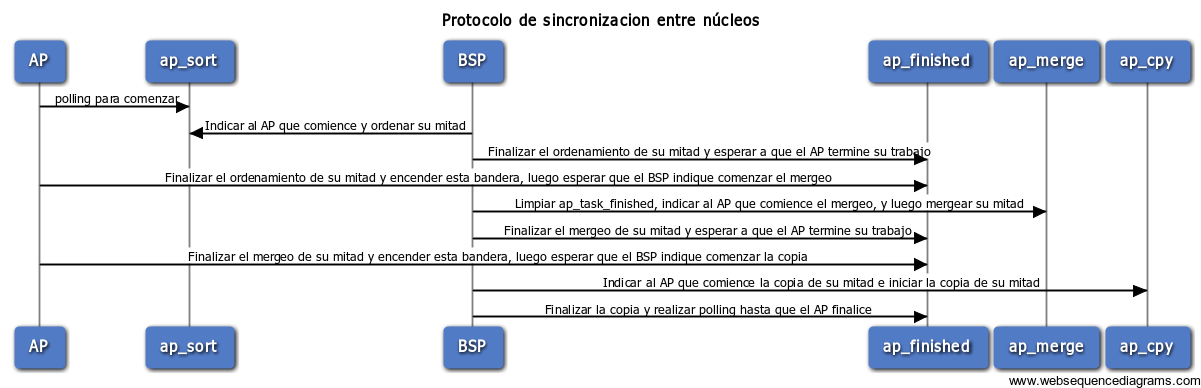 Protocolo de sincronizacion entre núcleos
AP ap_sort BSP ap_finished ap_merge ap_cpy
polling para comenzar
Indicar al AP que comience y ordenar su mitad
Finalizar el ordenamiento de su mitad y esperar a que el AP termine su trabajo
Finalizar el ordenamiento de su mitad y encender esta bandera, luego esperar que el BSP indique comenzar el mergeo
Limpiar ap_task_finished, indicar al AP que comience el mergeo, y luego mergear su mitad
Finalizar el mergeo de su mitad y esperar a que el AP termine su trabajo
Finalizar el mergeo de su mitad y encender esta bandera, luego esperar que el BSP indique comenzar la copia
Indicar al AP que comience la copia de su mitad e iniciar la copia de su mitad
Finalizar la copia y realizar polling hasta que el AP finalice
AP ap_sort BSP ap_finished ap_merge ap_cpy
www.websequencediagrams.com